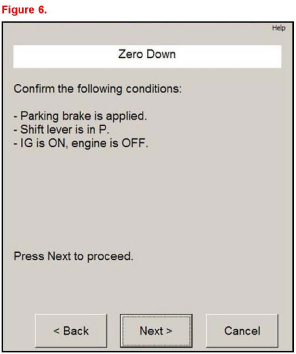 Figure 6.
Help
Zero Down
Confirm the following conditions:
- Parking brake is applied.
- Shift lever is in P.
- IG is ON, engine is OFF.
Press Next to proceed.
< Back
Next >
Cancel